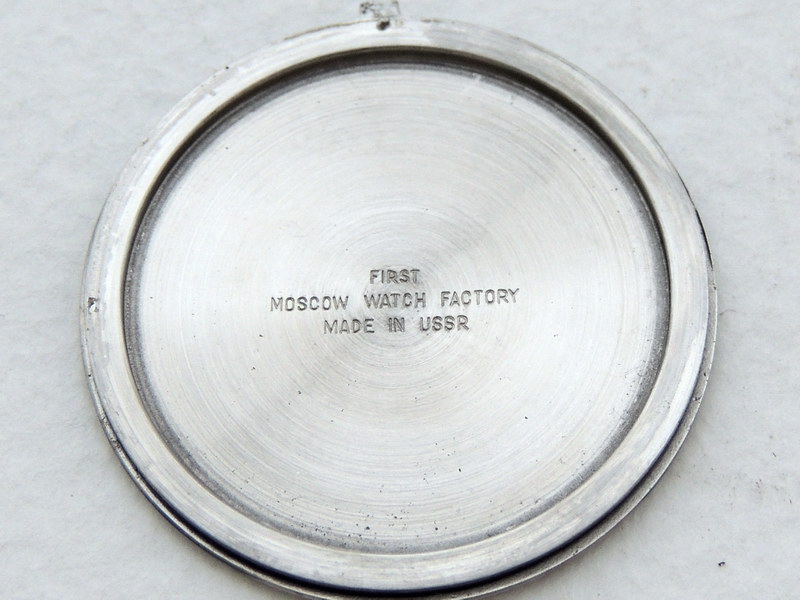 FIRST
MOSCOW WATCH FACTORY
MADE IN USSR